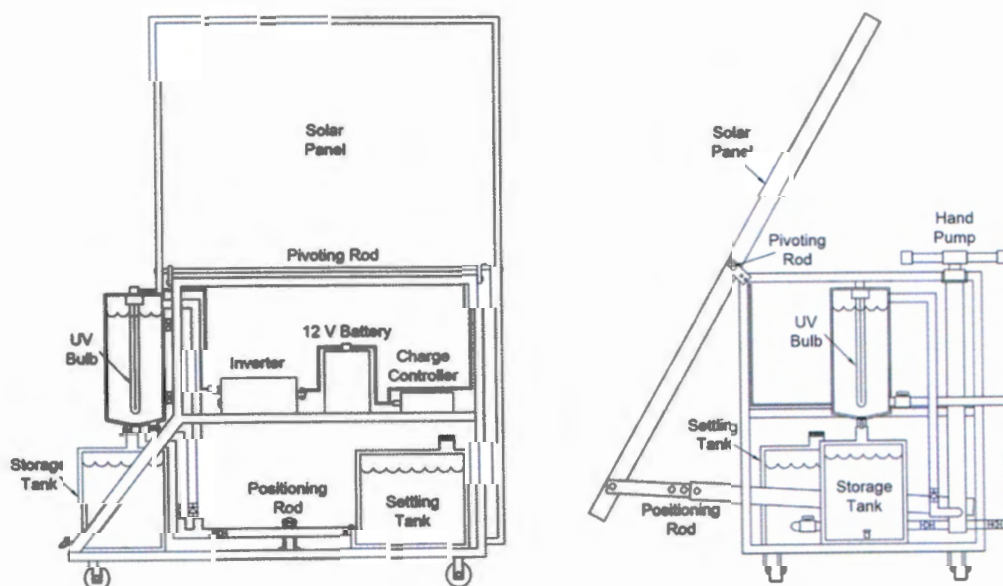 Solar
Panel
Pivoting Rod
UV
Bulb
12 V Battery
Inverter
Charge
Controller
Storage
Tank
Positioning
Rod
Settling
Tank
Solar
Panel
Hand
Pump
Pivoting
Rod
UV
Bulb
Settling
Tank
Storage
Tank
Positioning
Rod